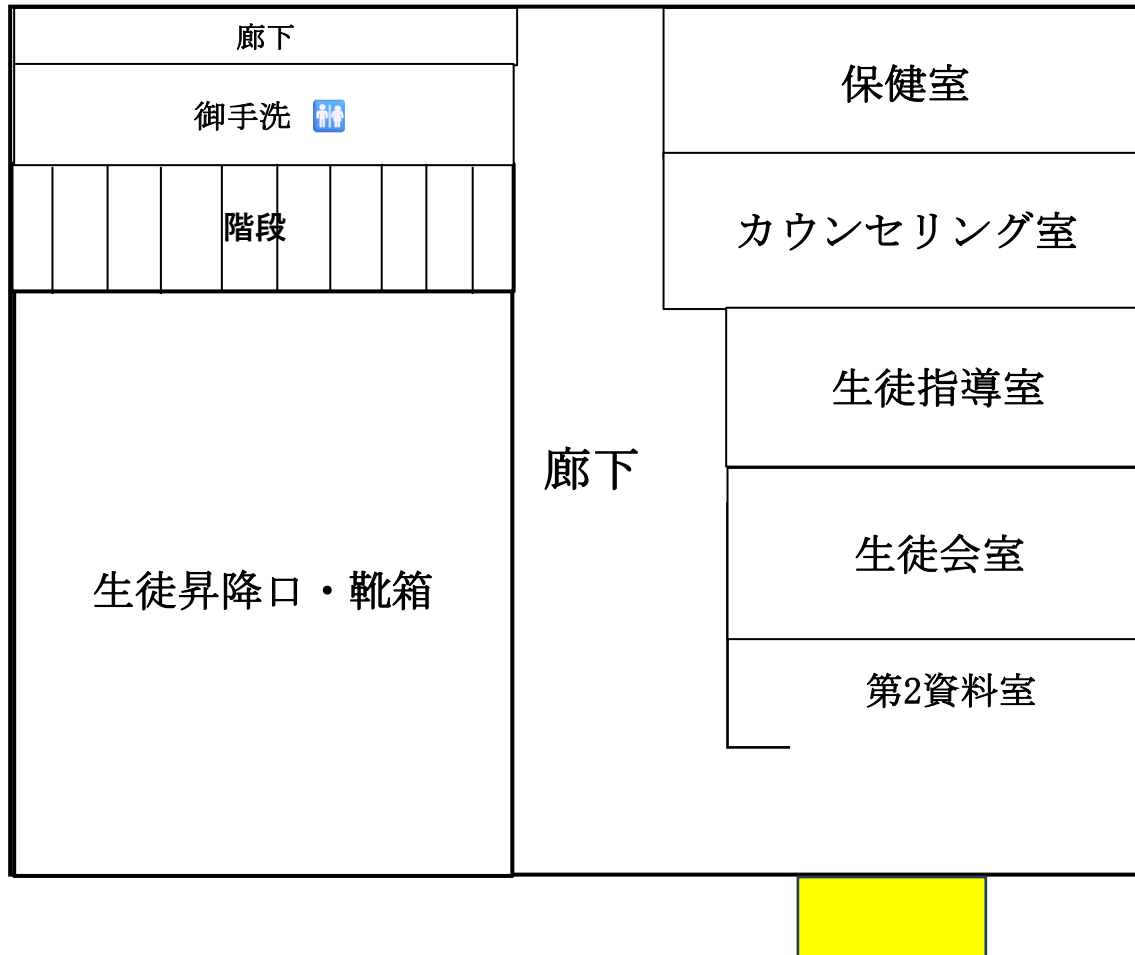 廊下
御手洗 🚻
階段
生徒昇降口・靴箱
廊下
保健室
カウンセリング室
生徒指導室
生徒会室
第2資料室